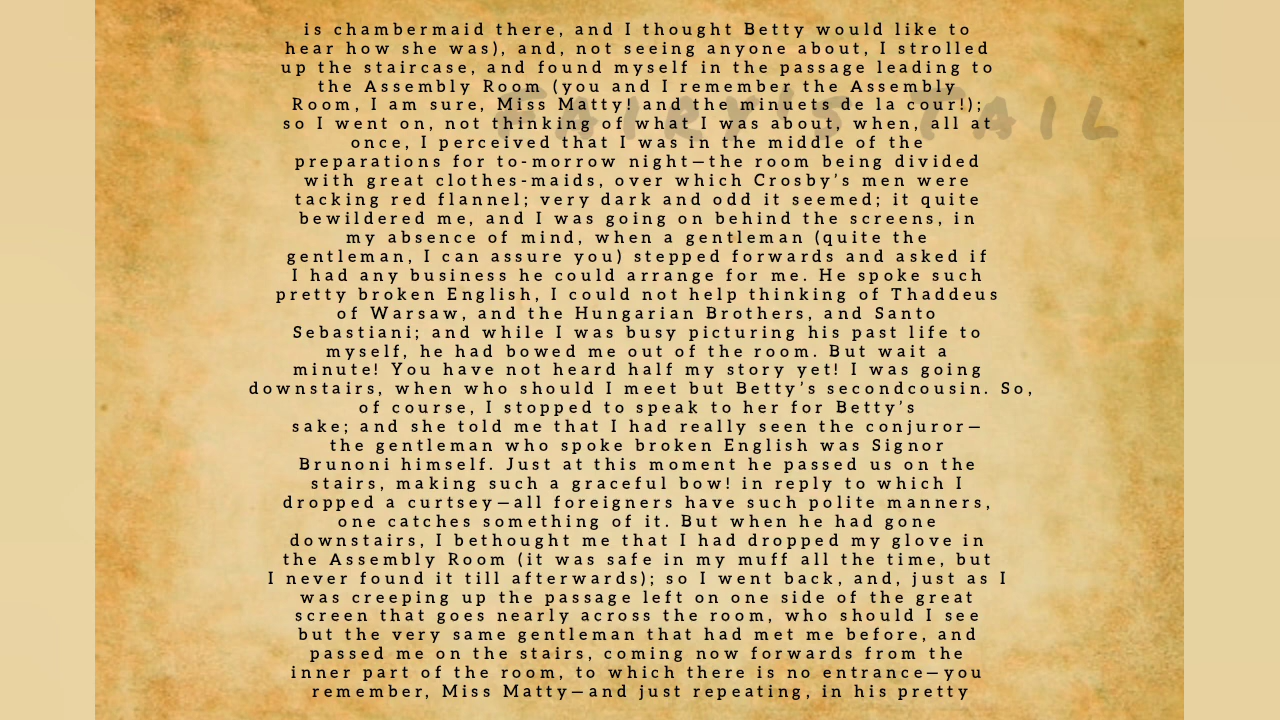 is chambermaid there, and I thought Betty would like to
hear how she was), and, not seeing anyone about, I strolled
up the staircase, and found myself in the passage leading to
the Assembly Room (you and I remember the Assembly
Room, I am sure, Miss Matty! and the minuets de la cour!);
so I went on, not thinking of what I was about, when, all at
once, I perceived that I was in the middle of the
preparations for to-morrow night—the room being divided
with great clothes-maids, over which Crosby's men were
tacking red flannel; very dark and odd it seemed; it quite
bewildered me, and I was going on behind the screens, in
my absence of mind, when a gentleman (quite the
gentleman, I can assure you) stepped forwards and asked if
I had any business he could arrange for me. He spoke such
pretty broken English, I could not help thinking of Thaddeus
of Warsaw, and the Hungarian Brothers, and Santo
Sebastiani; and while I was busy picturing his past life to
myself, he had bowed me out of the room. But wait a
minute! You have not heard half my story yet! I was going
downstairs, when who should I meet but Betty's secondcousin. So,
of course, I stopped to speak to her for Betty's
sake; and she told me that I had really seen the conjuror—
the gentleman who spoke broken English was Signor
Brunoni himself. Just at this moment he passed us on the
stairs, making such a graceful bow! in reply to which I
dropped a curtsey—all foreigners have such polite manners,
one catches something of it. But when he had gone
downstairs, I bethought me that I had dropped my glove in
the Assembly Room (it was safe in my muff all the time, but
I never found it till afterwards); so I went back, and, just as I
was creeping up the passage left on one side of the great
screen that goes nearly across the room, who should I see
but the very same gentleman that had met me before, and
passed me on the stairs, coming now forwards from the
inner part of the room, to which there is no entrance—you
remember, Miss Matty—and just repeating, in his pretty